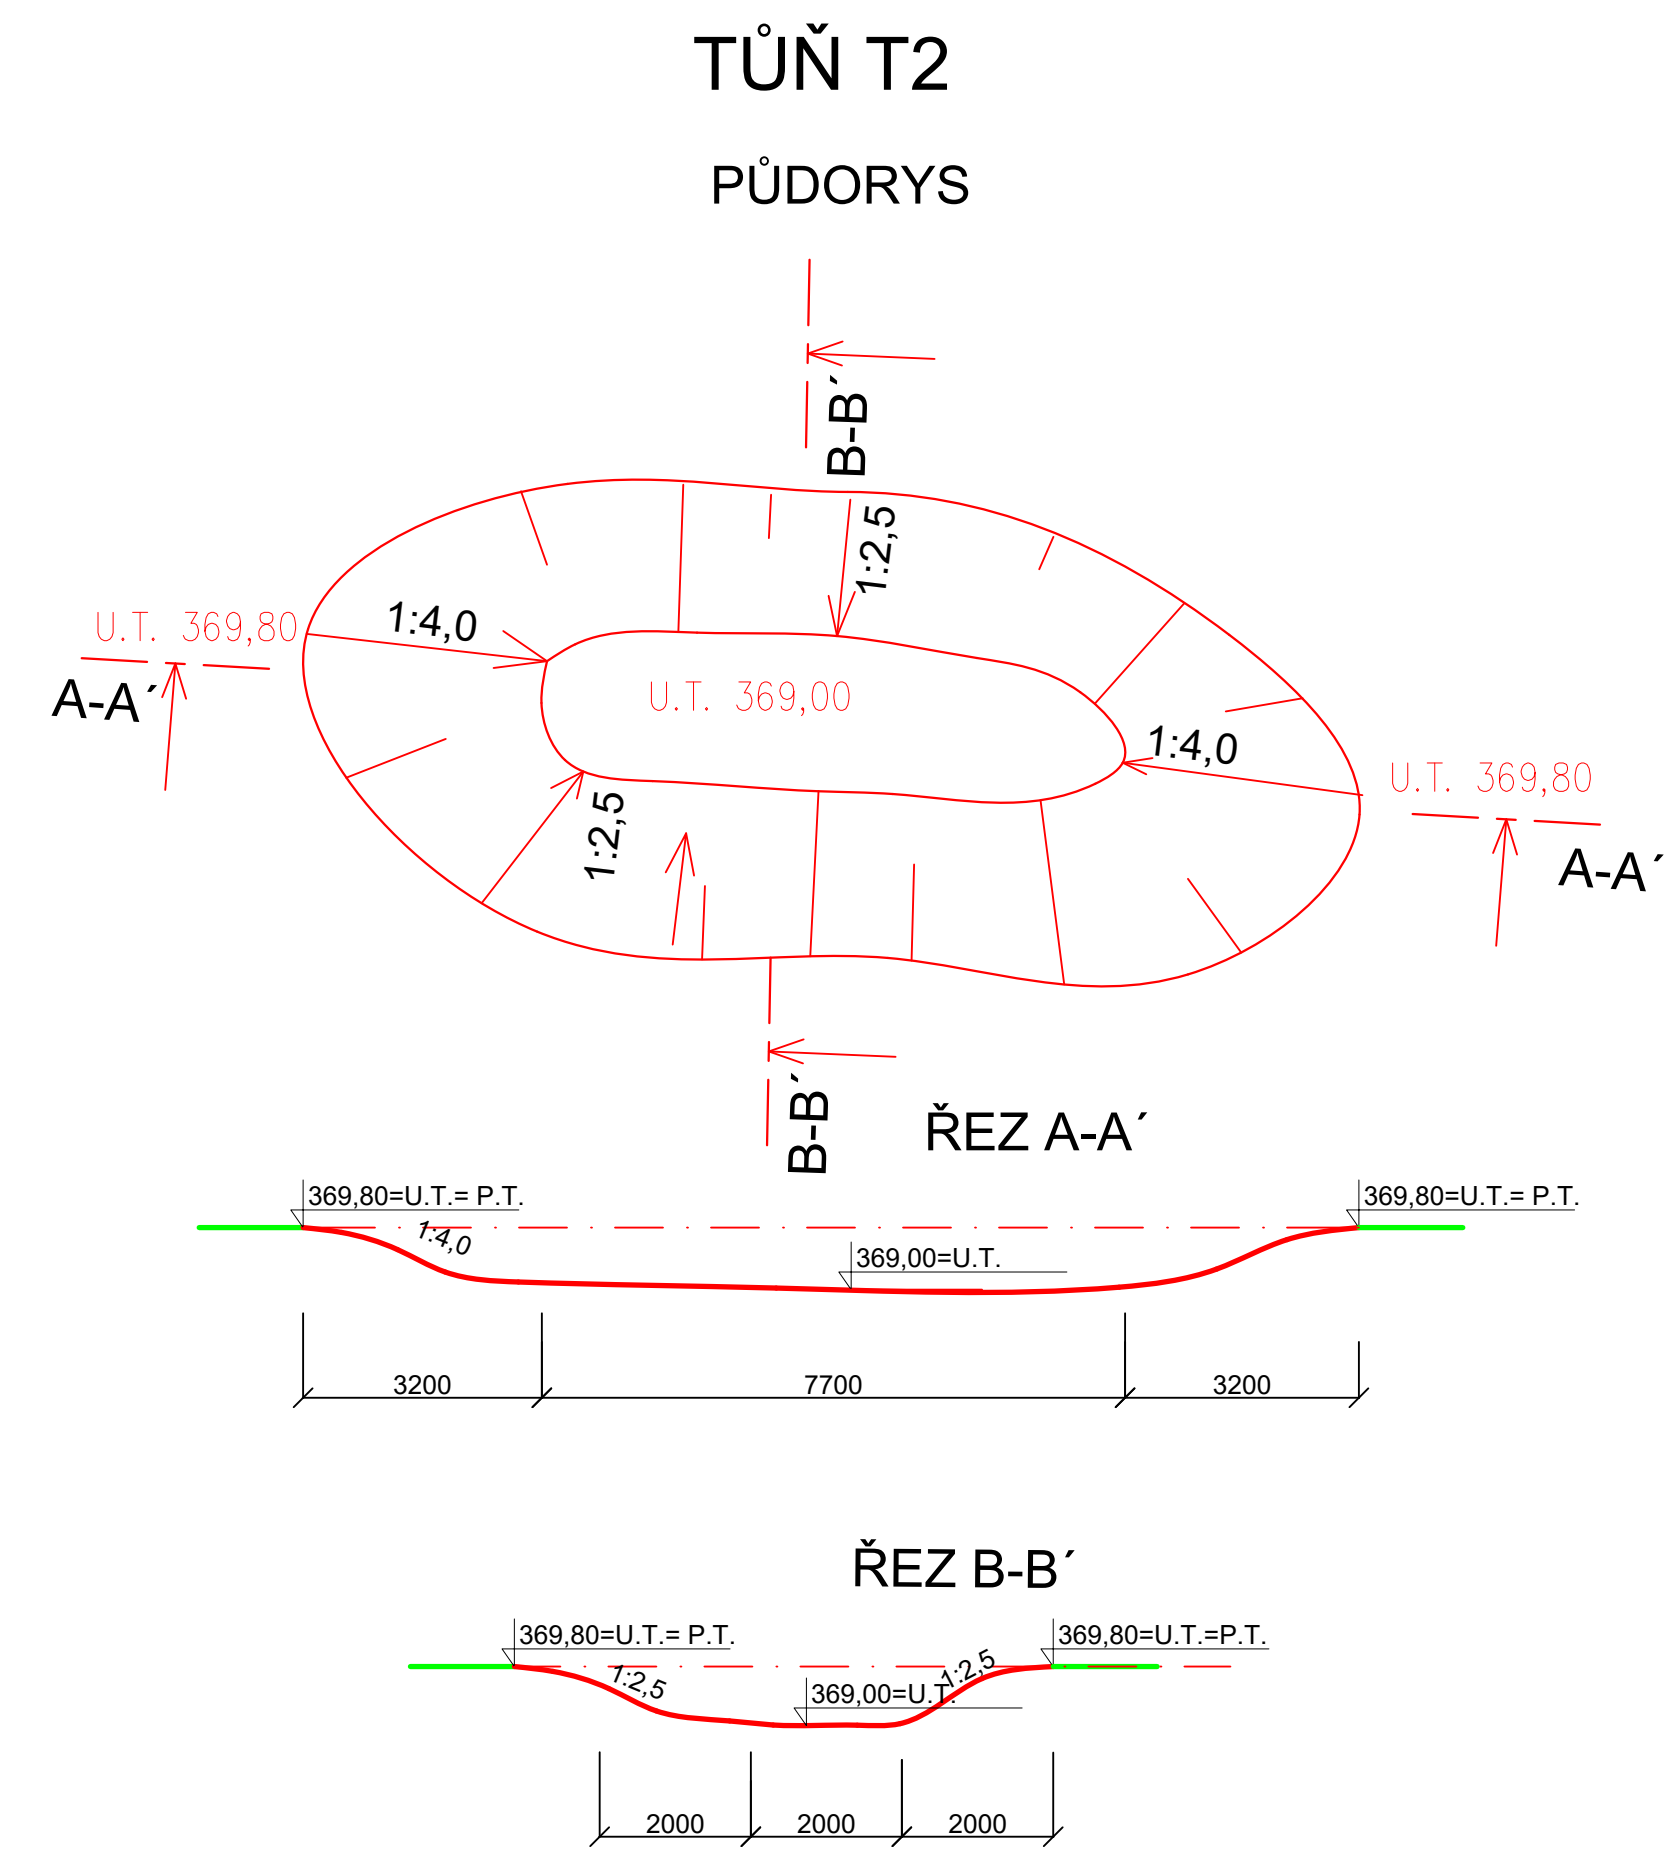 TŮŇ T2
PŮDORYS
B-B´
1:2,5
U.T. 369,80
1:4,0
A-A´
U.T. 369,00
1:4,0
U.T. 369,80
1:2,5
A-A´
B-B´
ŘEZ A-A´
369,80=U.T.= P.T.
369,80=U.T.= P.T.
1:4,0
369,00=U.T.
3200
7700
3200
ŘEZ B-B´
369,80=U.T.= P.T.
369,80=U.T.=P.T.
1:2,5
1:2,5
369,00=U.T.
2000
2000
2000